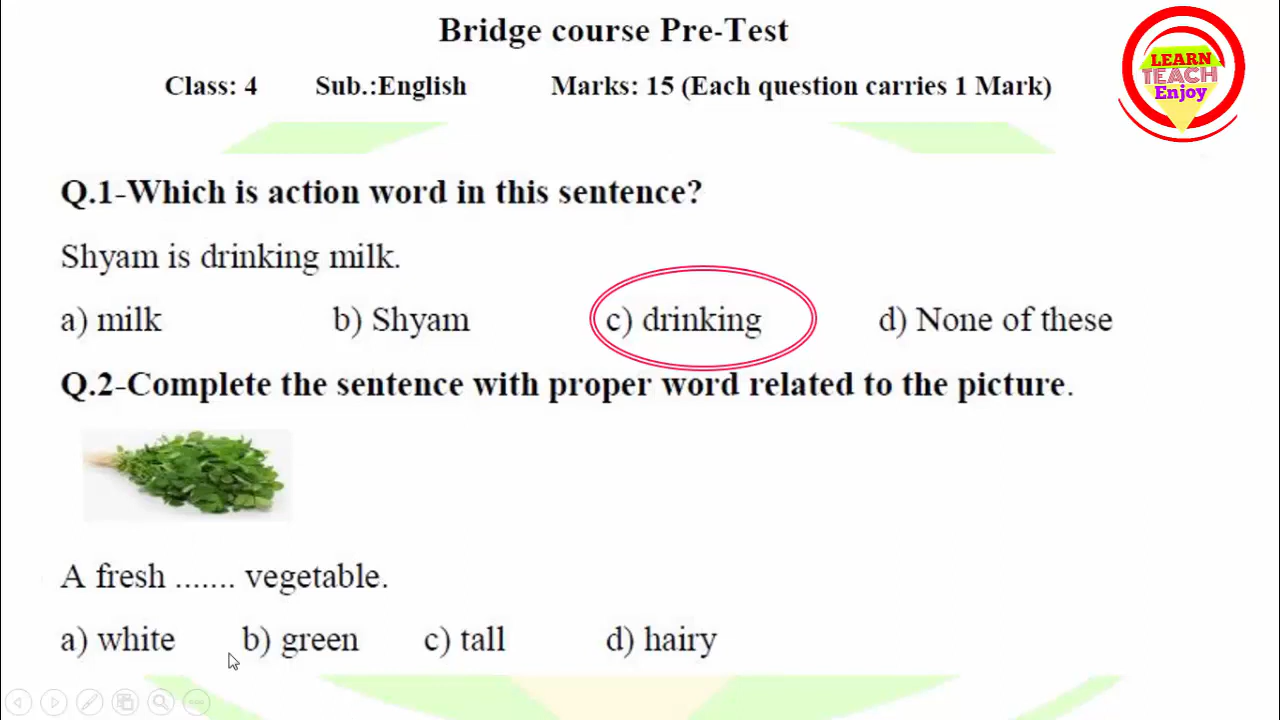 Bridge course Pre-Test
LEARN
TEACH
Enjoy
Class: 4 Sub.:English Marks: 15 (Each question carries 1 Mark)
Q.1-Which is action word in this sentence?
Shyam is drinking milk.
a) milk b) Shyam c) drinking d) None of these
Q.2-Complete the sentence with proper word related to the picture.
A fresh ....... vegetable.
a) white b) green c) tall d) hairy